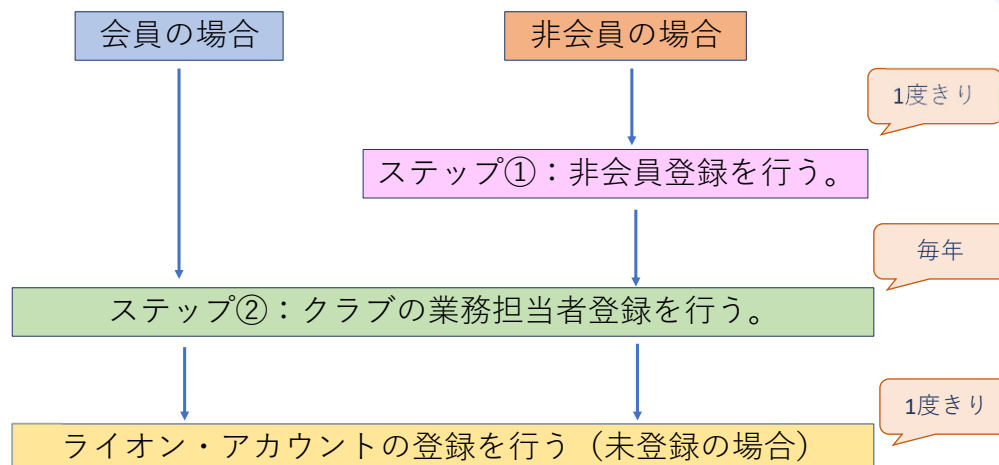 会員の場合
非会員の場合
1度きり
ステップ①：非会員登録を行う。
毎年
ステップ②：クラブの業務担当者登録を行う。
1度きり
ライオン・アカウントの登録を行う（未登録の場合）